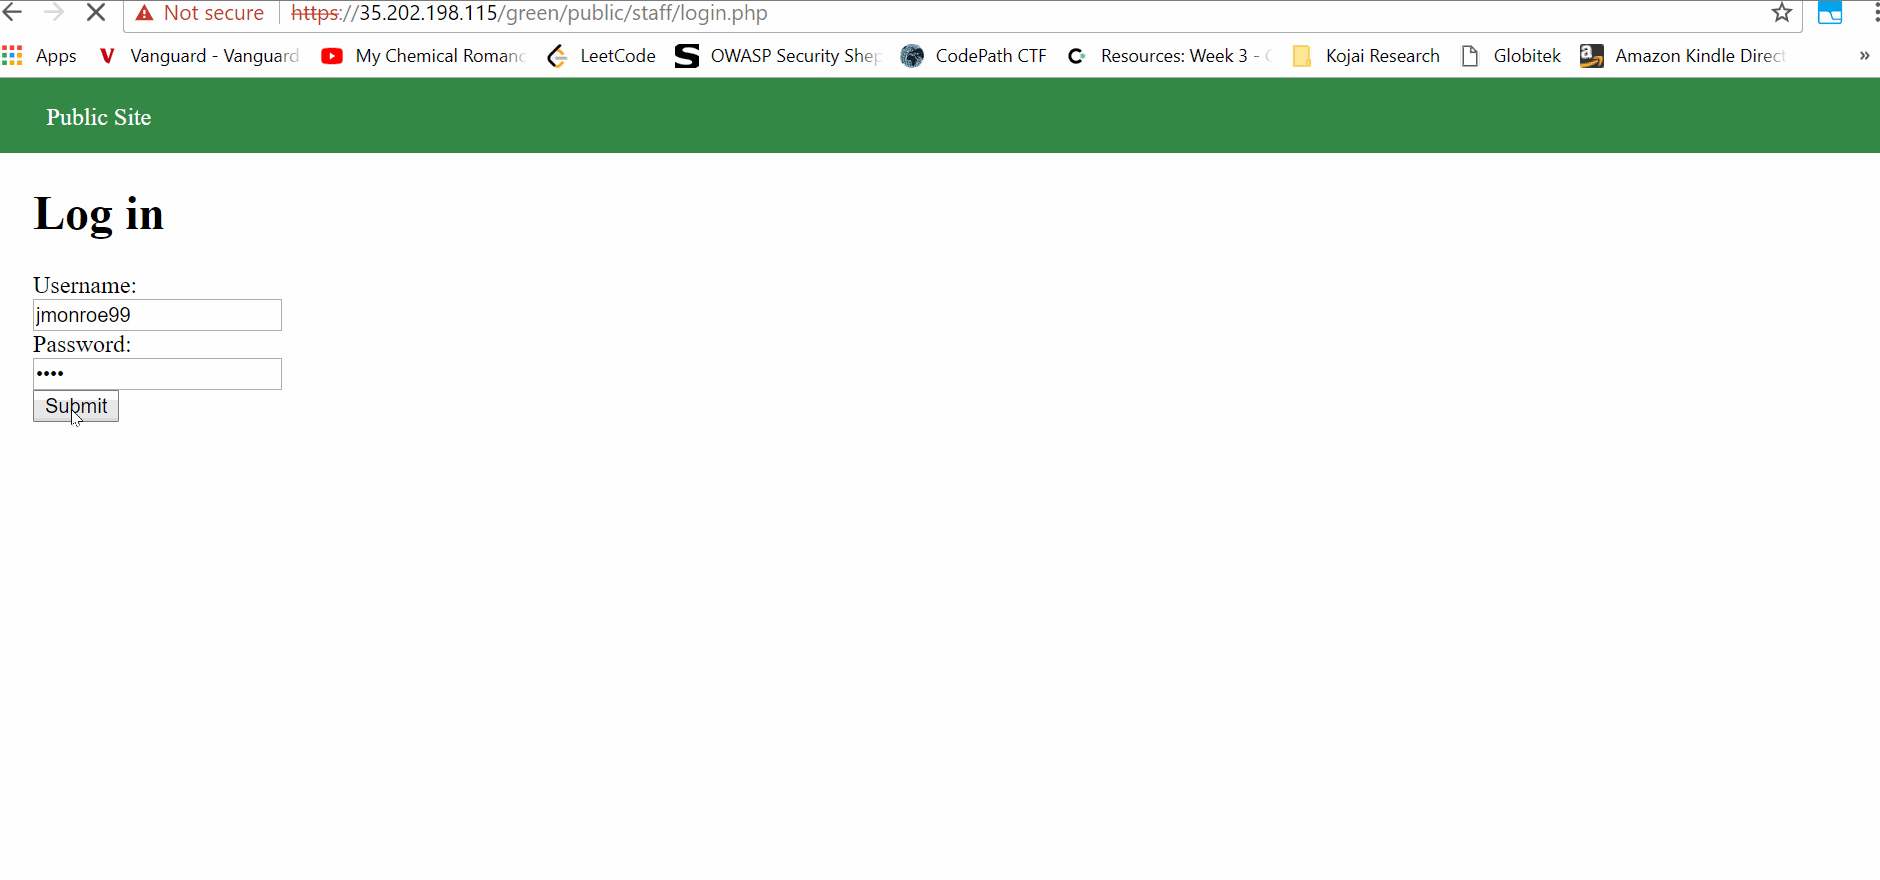 Not secure https://35.202.198.115/green/public/staff/login.php
Apps Vanguard - Vanguard My Chemical Romanc LeetCode OWASP Security Shep CodePath CTF Resources: Week 3 - Kojai Research Globitek Amazon Kindle Direct »
Public Site
Log in
Username:
jmonroe99
Password:
••••
Submit